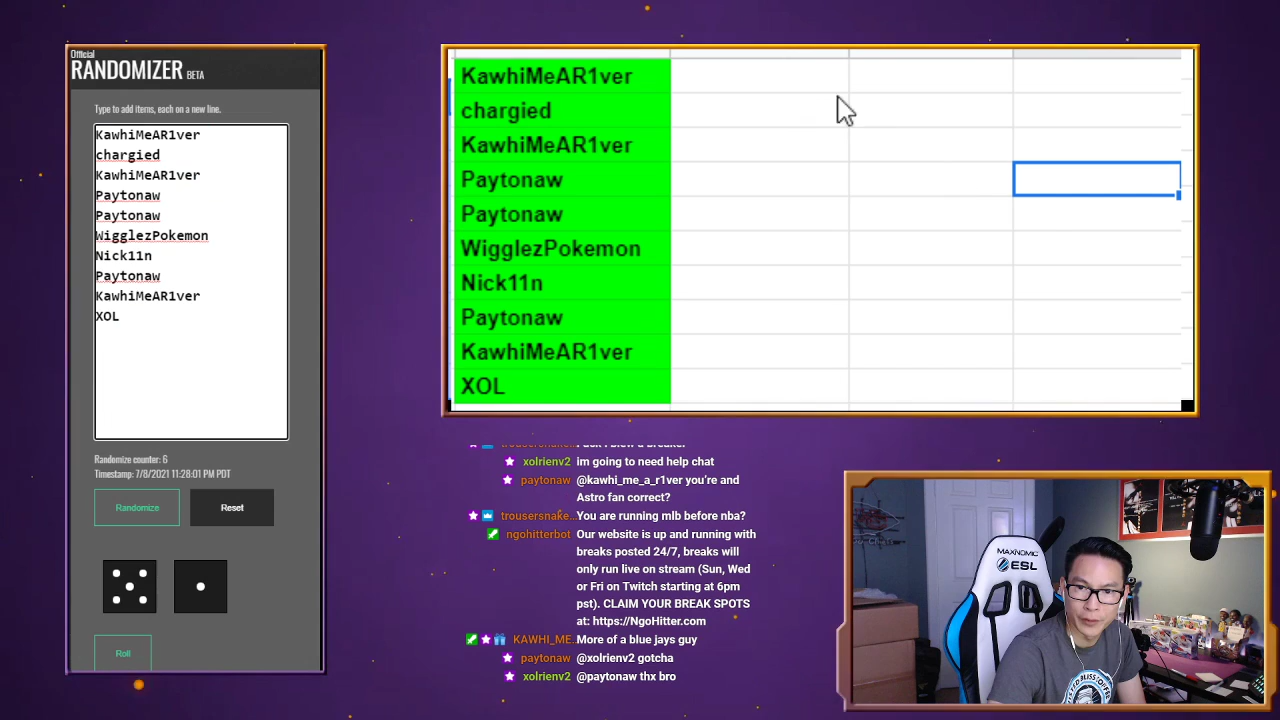 Official
RANDOMIZER BETA
Type to add items, each on a new line.
KawhiMeAR1ver
chargied
KawhiMeAR1ver
Paytonaw
Paytonaw
WigglezPokemon
Nick11n
Paytonaw
KawhiMeAR1ver
XOL
Randomize counter: 6
Timestamp: 7/8/2021 11:28:01 PM PDT
Randomize
Reset
Roll
KawhiMeAR1ver
chargied
KawhiMeAR1ver
Paytonaw
Paytonaw
WigglezPokemon
Nick11n
Paytonaw
KawhiMeAR1ver
XOL
xolrienv2 im going to need help chat
paytonaw @kawhi_me_a_r1ver you're and
Astro fan correct?
trousersnake... You are running mlb before nba?
ngohitterbot Our website is up and running with
breaks posted 24/7, breaks will
only run live on stream (Sun, Wed
or Fri on Twitch starting at 6pm
pst). CLAIM YOUR BREAK SPOTS
at: https://NgoHitter.com
KAWHI_ME... More of a blue jays guy
paytonaw @xolrienv2 gotcha
xolrienv2 @paytonaw thx bro
MAXNOMIC
ESL